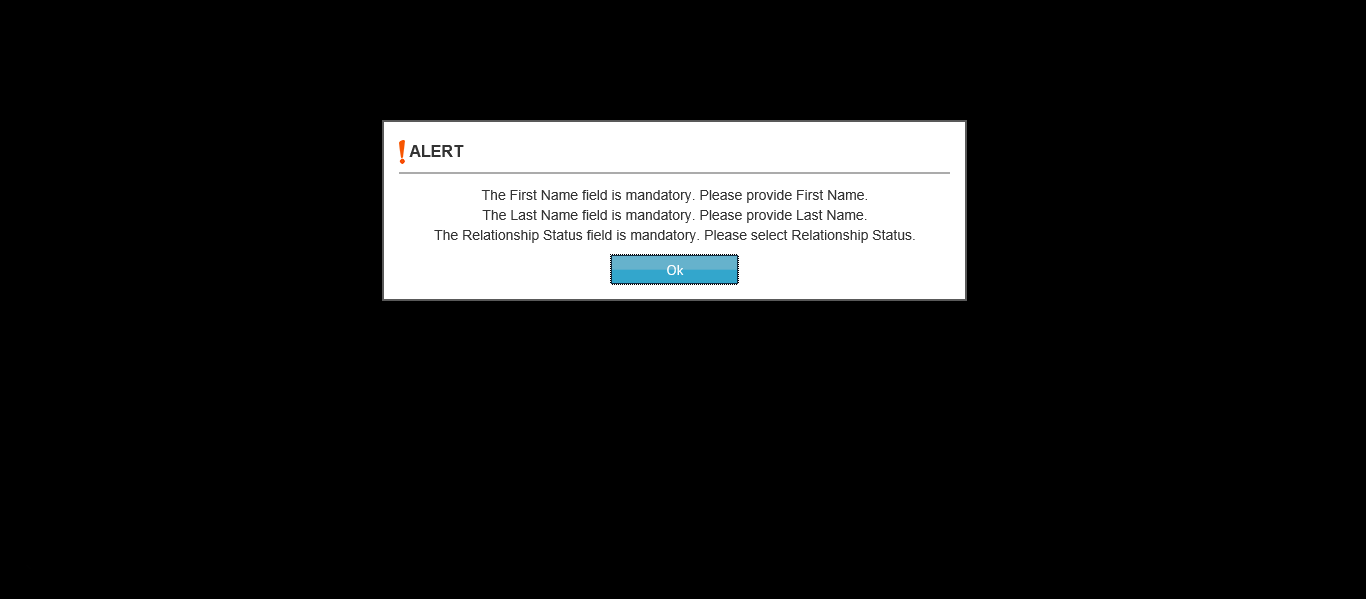 ALERT
The First Name field is mandatory. Please provide First Name.
The Last Name field is mandatory. Please provide Last Name.
The Relationship Status field is mandatory. Please select Relationship Status.
Ok